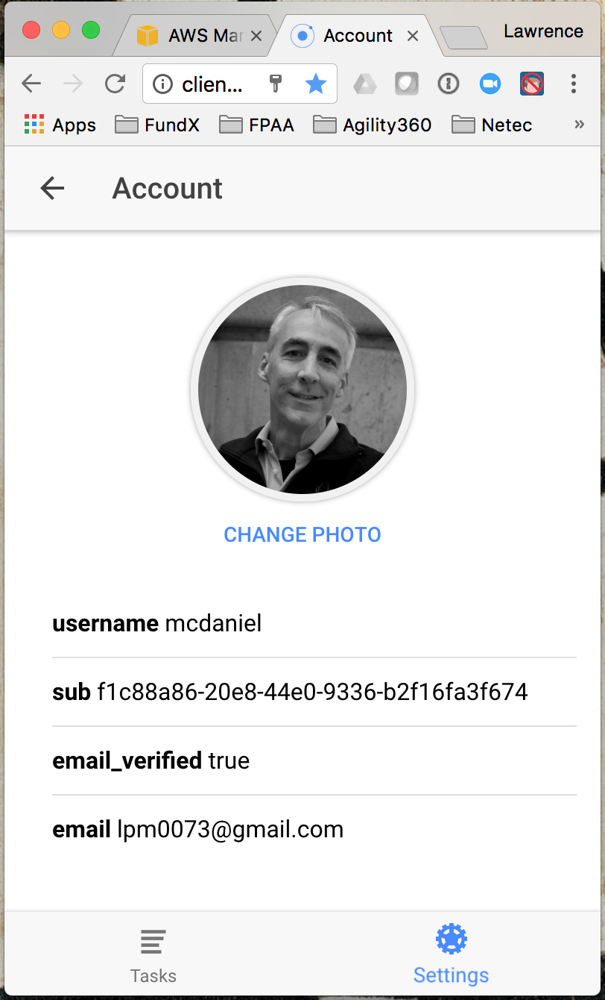 AWS Mar
Account
Lawrence
clien...
Apps
FundX
FPAA
Agility360
Netec
»
Account
CHANGE PHOTO
username mcdaniel
sub f1c88a86-20e8-44e0-9336-b2f16fa3f674
email_verified true
email lpm0073@gmail.com
Tasks
Settings